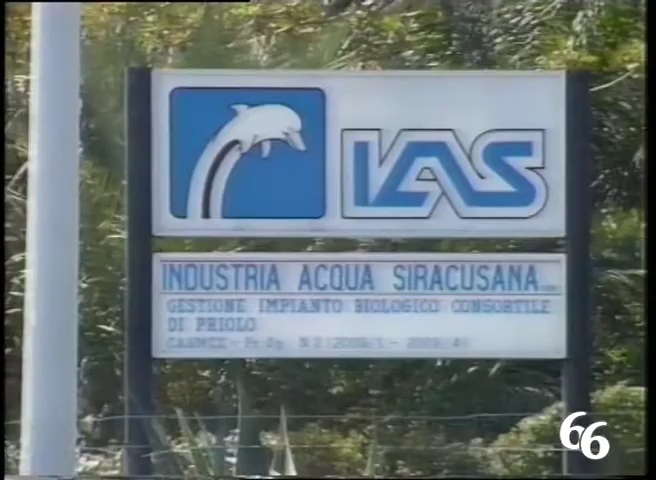 IAS
INDUSTRIA ACQUA SIRACUSANA
GESTIONE IMPIANTO BIOLOGICO CONSORTILE
DI PRIOLO
66